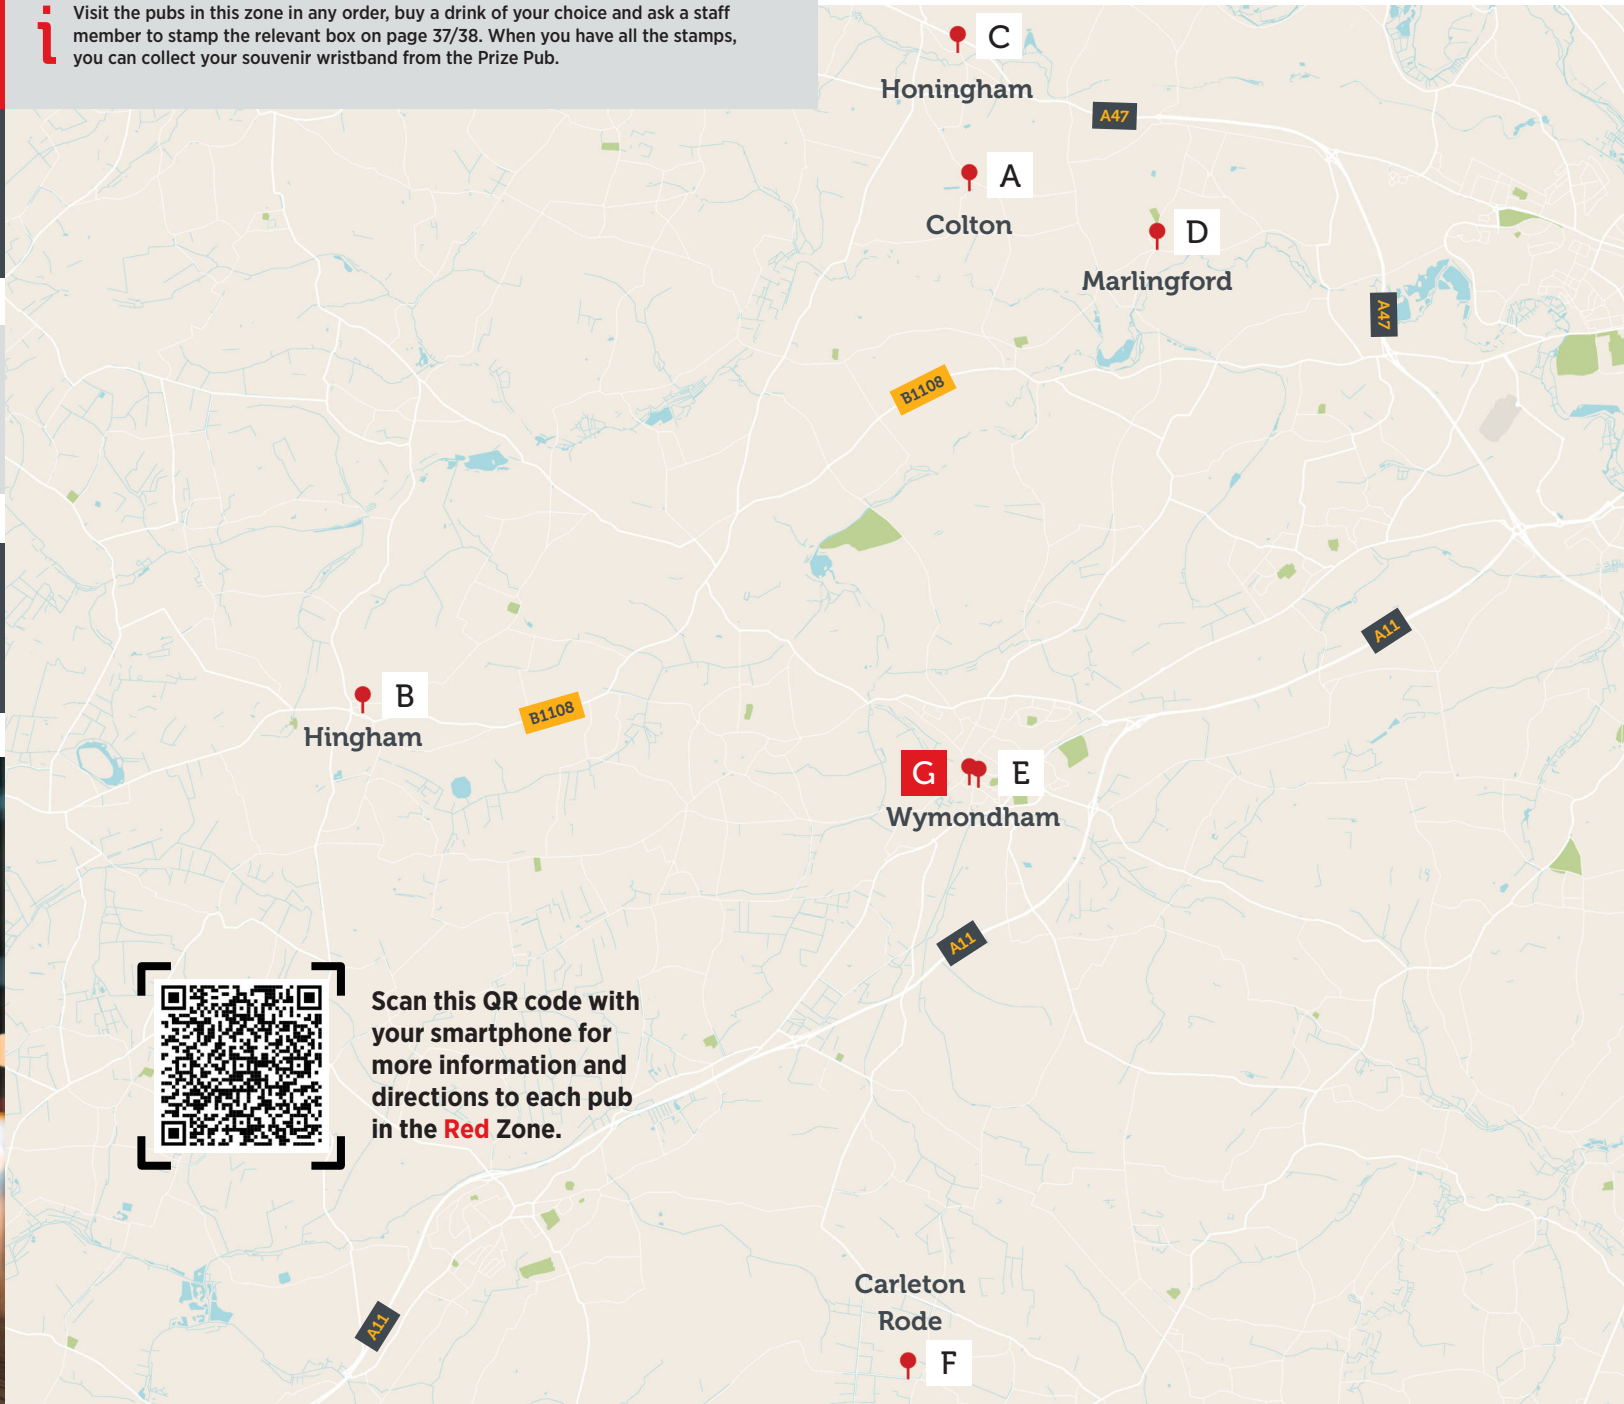 Visit the pubs in this zone in any order, buy a drink of your choice and ask a staff
member to stamp the relevant box on page 37/38. When you have all the stamps,
you can collect your souvenir wristband from the Prize Pub.
C
Honingham
A47
A
Colton
D
Marlingford
A47
B1108
A11
B
Hingham
B1108
G
E
Wymondham
A11
Scan this QR code with
your smartphone for
more information and
directions to each pub
in the Red Zone.
Carleton
Rode
A11
F